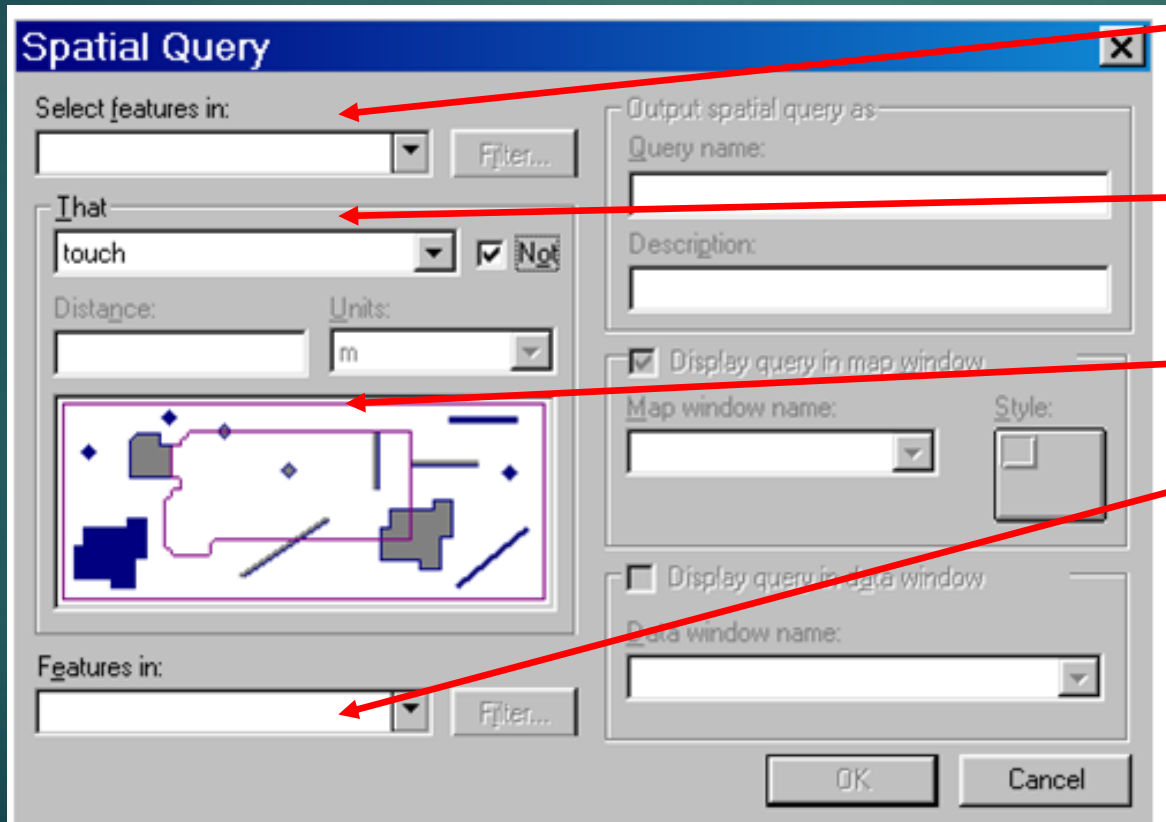 Spatial Query
Select features in:
Filter...
That
touch
Not
Distance:
Units:
m
Features in:
Filter...
Output spatial query as
Query name:
Description:
Display query in map window
Map window name:
Style:
Display query in data window
Data window name:
OK
Cancel